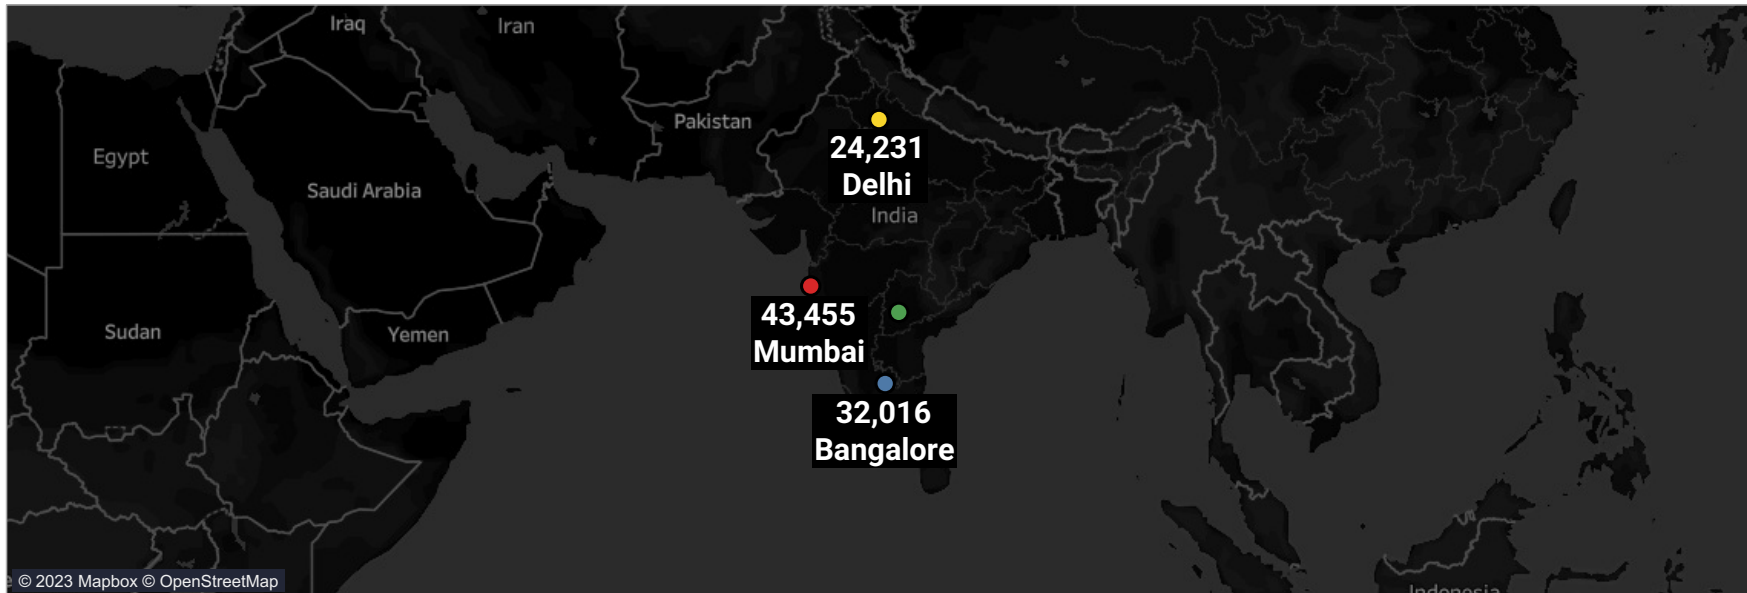 Iraq
Iran
Pakistan
Egypt
24,231
Delhi
Saudi Arabia
India
43,455
Mumbai
Sudan
Yemen
32,016
Bangalore
© 2023 Mapbox © OpenStreetMap
Indonesia